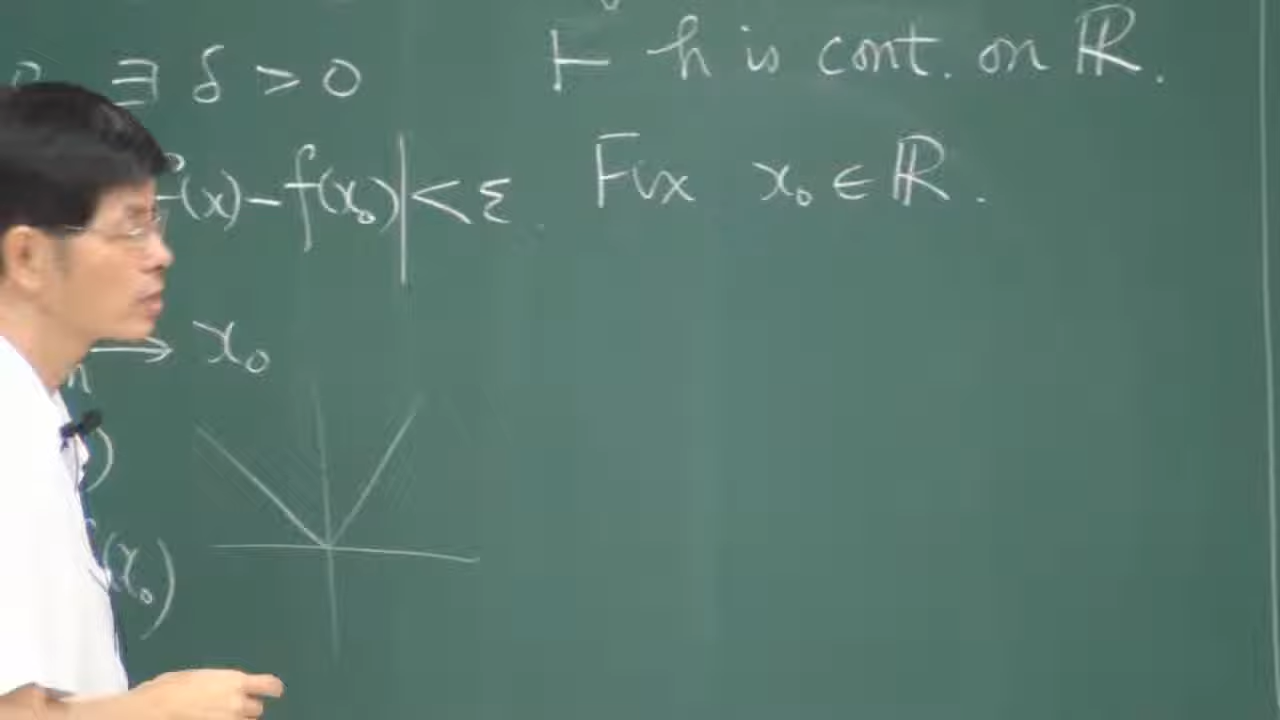 ∃ δ > 0
f(x) - f(x₀)| < ε
→ x₀
(x₀)
⊢ h is cont. on ℝ.
Fix x₀ ∈ ℝ.